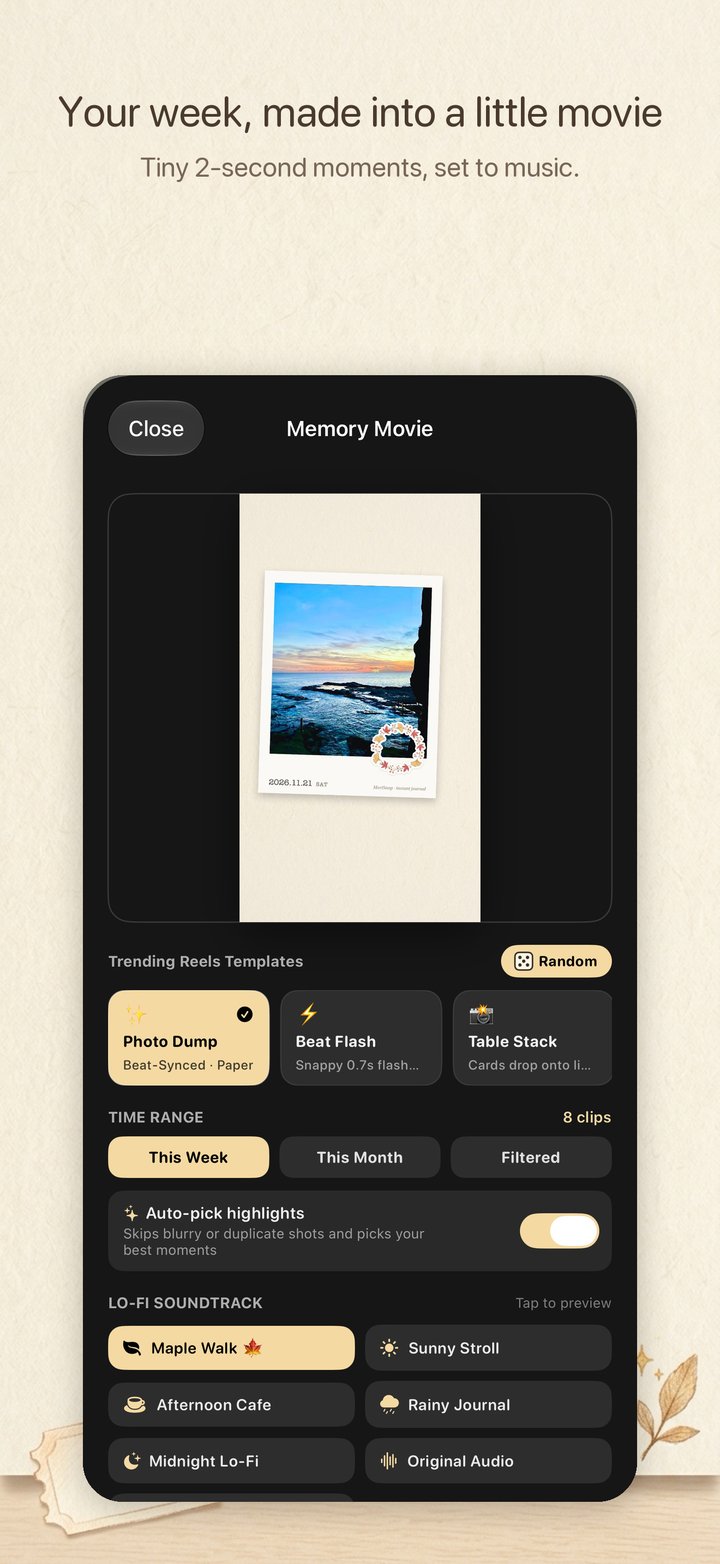 Your week, made into a little movie
Tiny 2-second moments, set to music.
Close
Memory Movie
2026.11.21 SAT
Trending Reels Templates
Random
Photo Dump
Beat-Synced · Paper
Beat Flash
Snappy 0.7s flash...
Table Stack
Cards drop onto li...
TIME RANGE
8 clips
This Week
This Month
Filtered
Auto-pick highlights
Skips blurry or duplicate shots and picks your
best moments
LO-FI SOUNDTRACK
Tap to preview
Maple Walk
Sunny Stroll
Afternoon Cafe
Rainy Journal
Midnight Lo-Fi
Original Audio